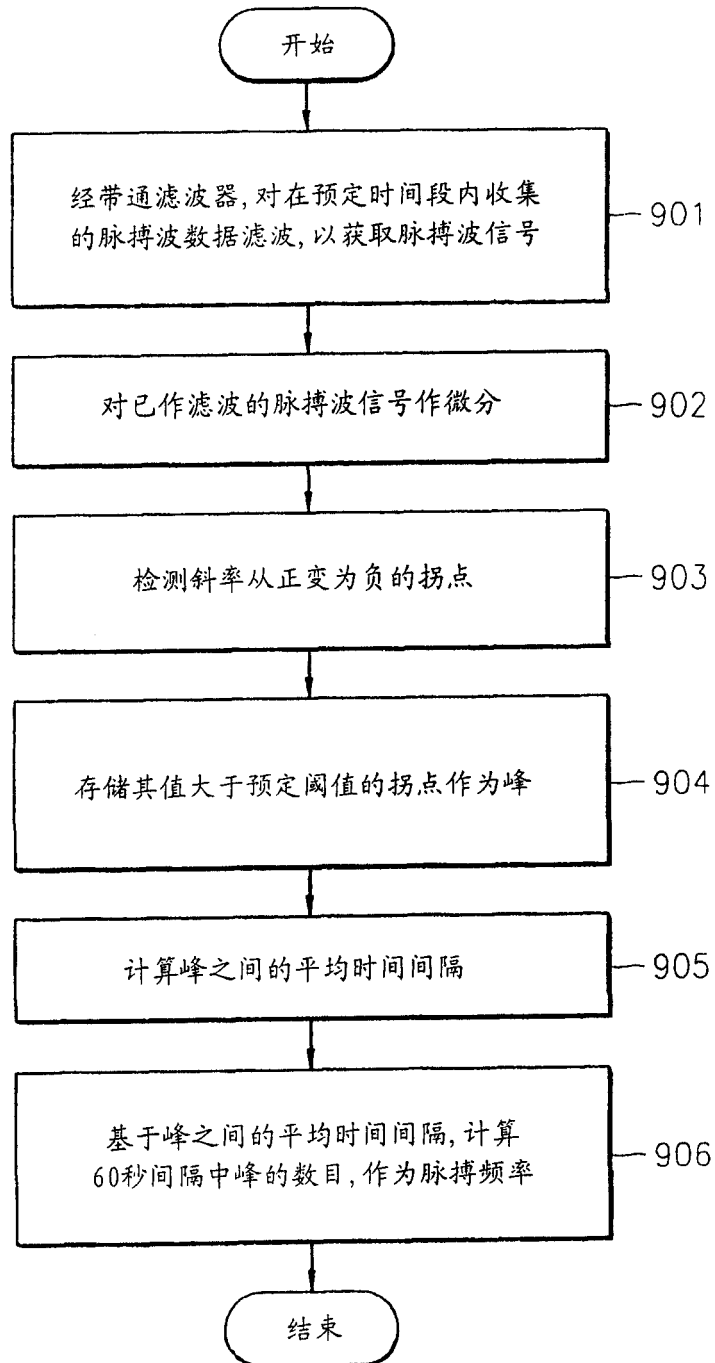 开始
经带通滤波器,对在预定时间段内收集
的脉搏波数据滤波,以获取脉搏波信号
901
对已作滤波的脉搏波信号作微分
902
检测斜率从正变为负的拐点
903
存储其值大于预定阈值的拐点作为峰
904
计算峰之间的平均时间间隔
905
基于峰之间的平均时间间隔,计算
60秒间隔中峰的数目,作为脉搏频率
906
结束